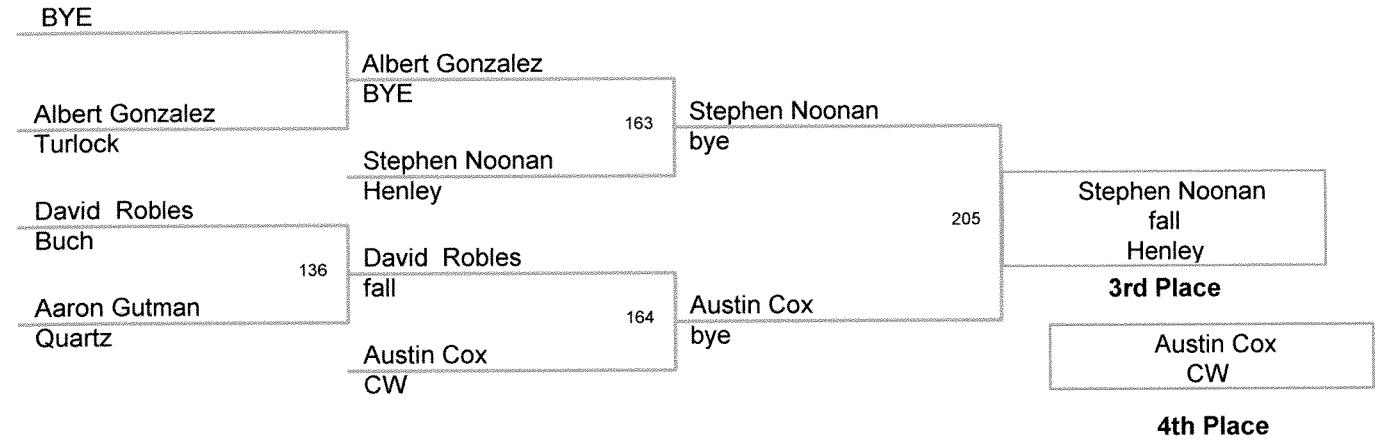 BYE
Albert Gonzalez
Turlock
David Robles
Buch
Aaron Gutman
Quartz
136
Albert Gonzalez
BYE
Stephen Noonan
Henley
David Robles
fall
Austin Cox
CW
163
164
Stephen Noonan
bye
Austin Cox
bye
205
Stephen Noonan
fall
Henley
3rd Place
Austin Cox
CW
4th Place